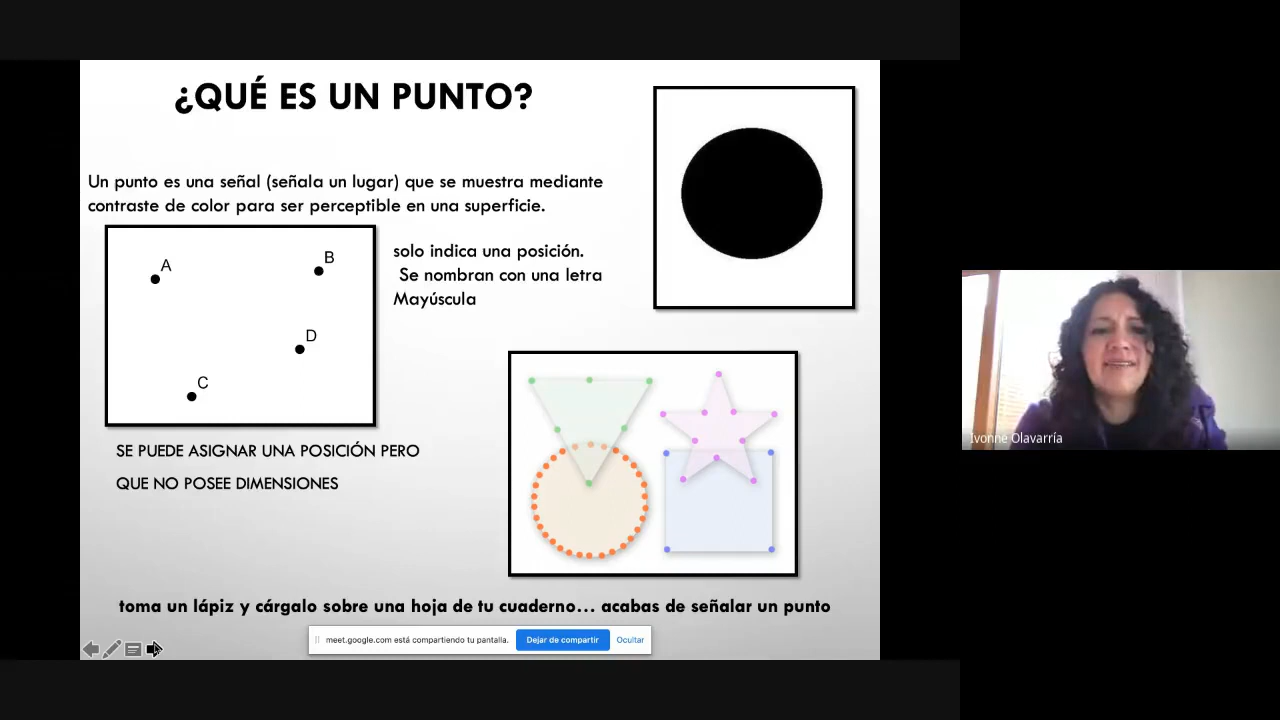 ¿QUÉ ES UN PUNTO?
Un punto es una señal (señala un lugar) que se muestra mediante
contraste de color para ser perceptible en una superficie.
solo indica una posición.
Se nombran con una letra
Mayúscula
A
B
D
C
SE PUEDE ASIGNAR UNA POSICIÓN PERO
QUE NO POSEE DIMENSIONES
Ivonne Olavarría
toma un lápiz y cárgalo sobre una hoja de tu cuaderno... acabas de señalar un punto
meet.google.com está compartiendo tu pantalla. Dejar de compartir Ocultar